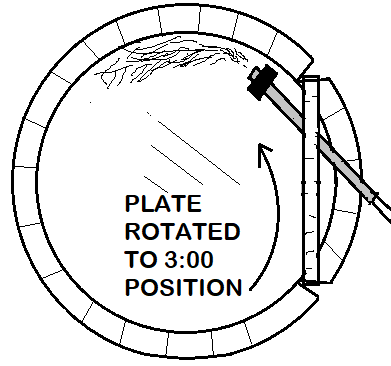 PLATE
ROTATED
TO 3:00
POSITION